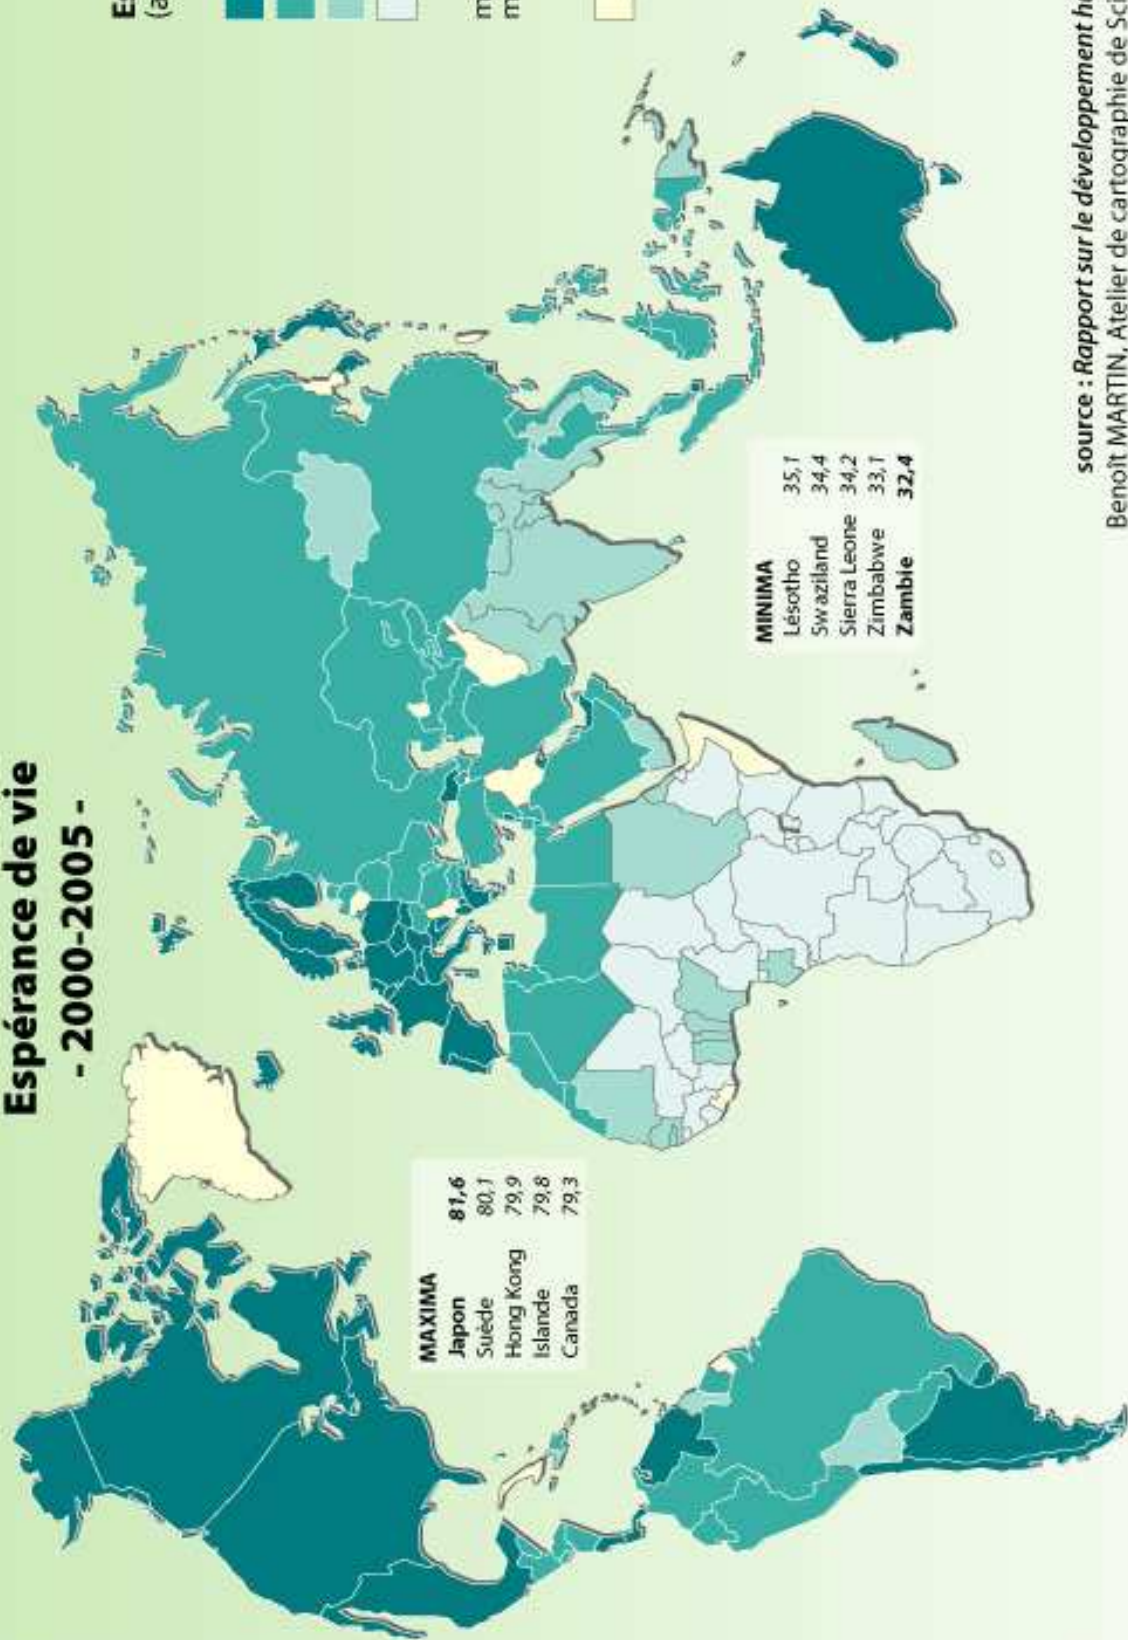 Espérance de vie
- 2000-2005 -
MAXIMA
Japon 81,6
Suède 80,1
Hong Kong 79,9
Islande 79,8
Canada 79,3
MINIMA
Lésotho 35,1
Swaziland 34,4
Sierra Leone 34,2
Zimbabwe 33,1
Zambie 32,4
source : Rapport sur le développement
Benoît MARTIN, Atelier de cartographie de